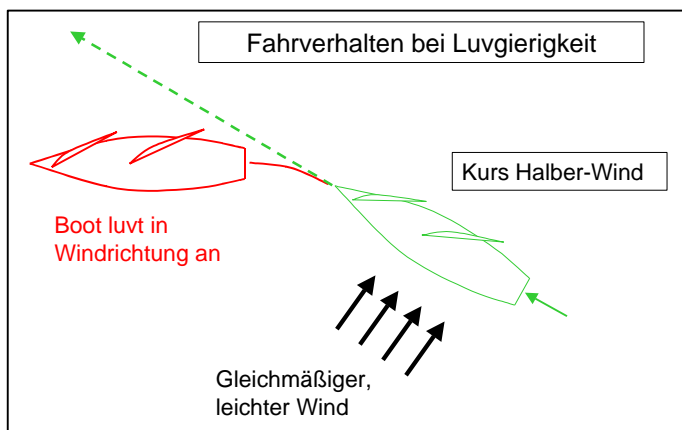 Fahrverhalten bei Luvgierigkeit
Kurs Halber-Wind
Boot luvt in
Windrichtung an
Gleichmäßiger,
leichter Wind